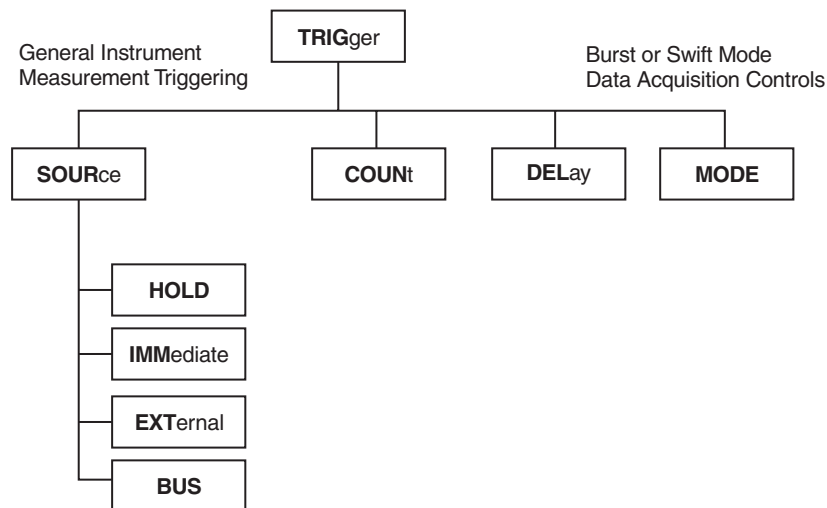 General Instrument
Measurement Triggering
TRIGger
Burst or Swift Mode
Data Acquisition Controls
SOURce
COUNt
DELay
MODE
HOLD
IMMediate
EXTernal
BUS